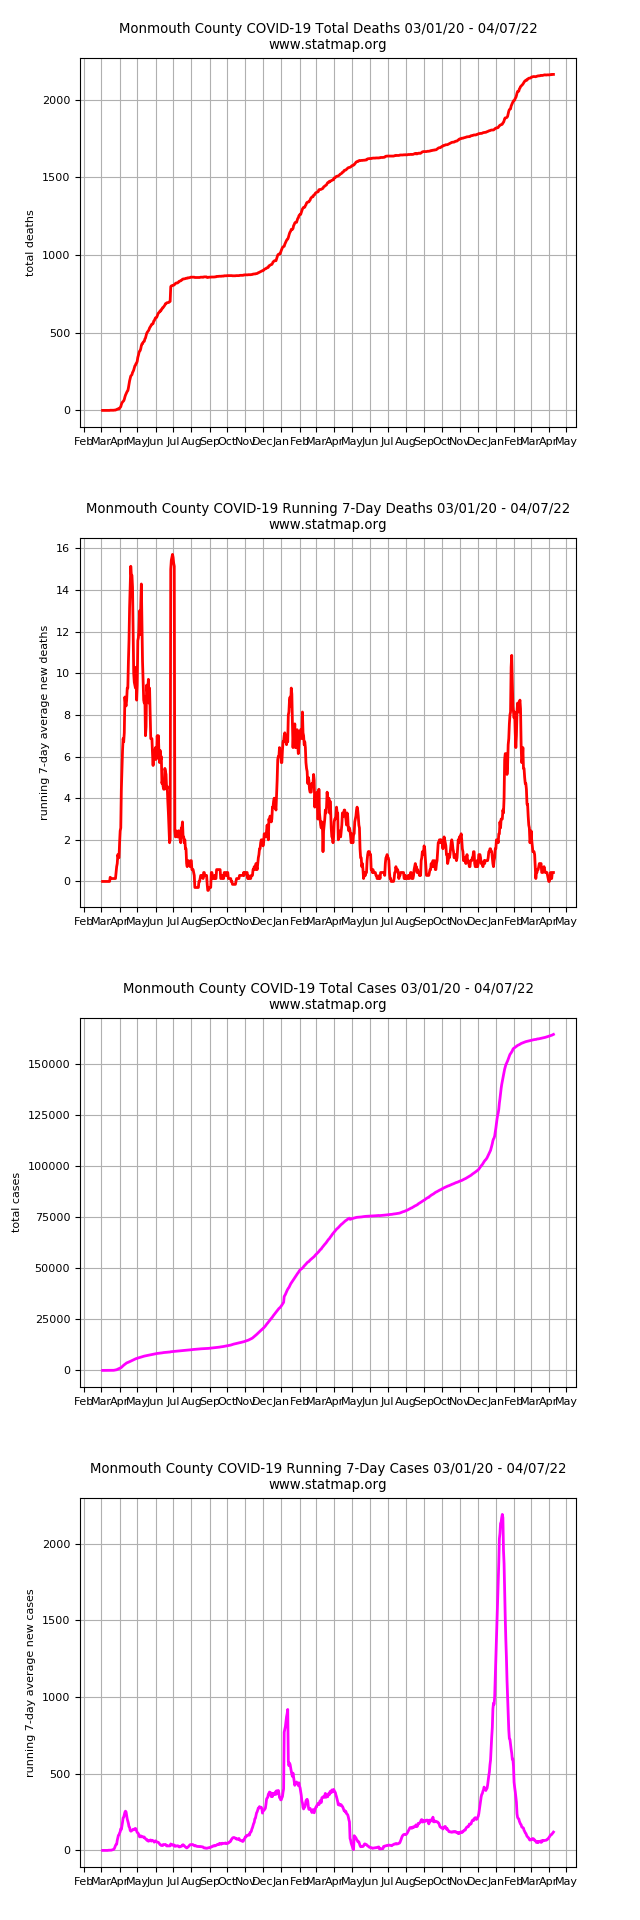 Monmouth County COVID-19 Total Deaths 03/01/20 - 04/07/22
www.statmap.org
2000
1500
1000
500
0
total deaths
Feb Mar Apr May Jun Jul Aug Sep Oct Nov Dec Jan Feb Mar Apr May Jun Jul Aug Sep Oct Nov Dec Jan Feb Mar Apr May
Monmouth County COVID-19 Running 7-Day Deaths 03/01/20 - 04/07/22
www.statmap.org
16
14
12
10
8
6
4
2
0
running 7-day average new deaths
Feb Mar Apr May Jun Jul Aug Sep Oct Nov Dec Jan Feb Mar Apr May Jun Jul Aug Sep Oct Nov Dec Jan Feb Mar Apr May
Monmouth County COVID-19 Total Cases 03/01/20 - 04/07/22
www.statmap.org
150000
125000
100000
75000
50000
25000
0
total cases
Feb Mar Apr May Jun Jul Aug Sep Oct Nov Dec Jan Feb Mar Apr May Jun Jul Aug Sep Oct Nov Dec Jan Feb Mar Apr May
Monmouth County COVID-19 Running 7-Day Cases 03/01/20 - 04/07/22
www.statmap.org
2000
1500
1000
500
0
running 7-day average new cases
Feb Mar Apr May Jun Jul Aug Sep Oct Nov Dec Jan Feb Mar Apr May Jun Jul Aug Sep Oct Nov Dec Jan Feb Mar Apr May